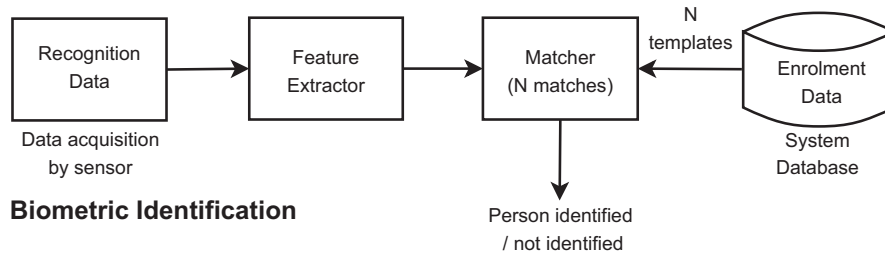 Recognition
Data
Data acquisition
by sensor
Feature
Extractor
Matcher
(N matches)
N
templates
Enrolment
Data
System
Database
Person identified
/ not identified
Biometric Identification